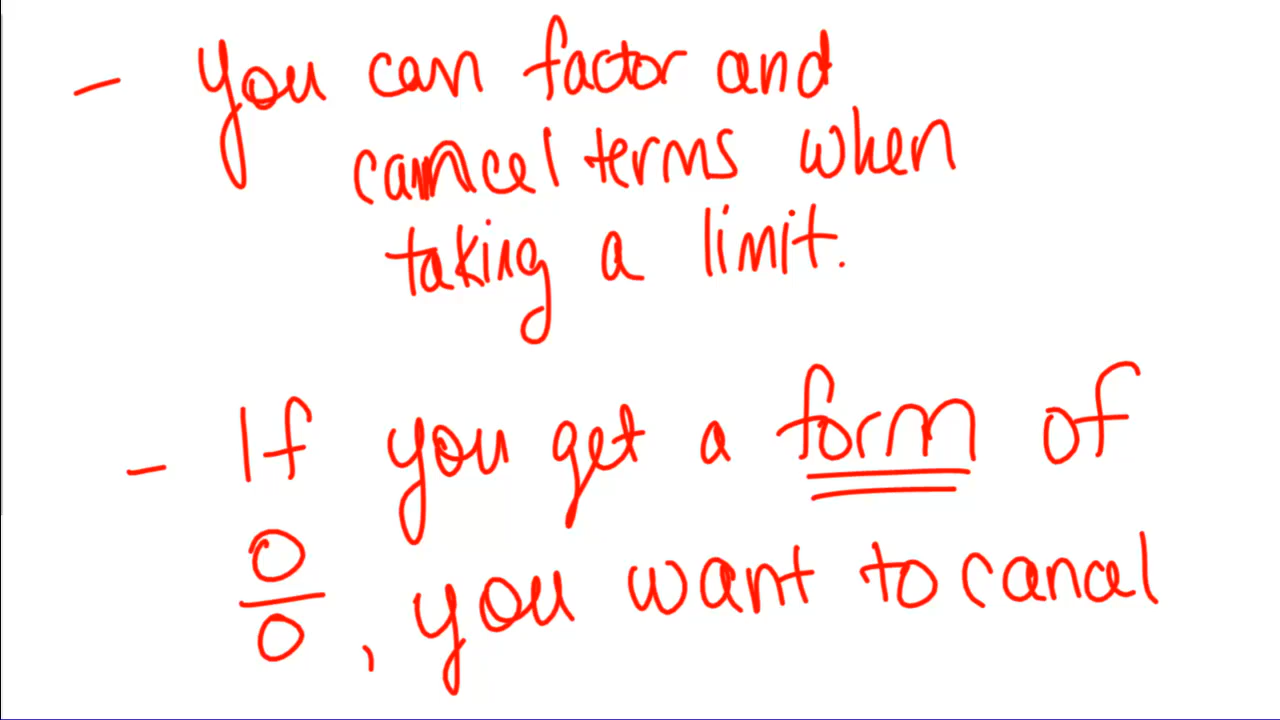 - you can factor and
cancel terms when
taking a limit.
- If you get a form of
0/0, you want to cancel